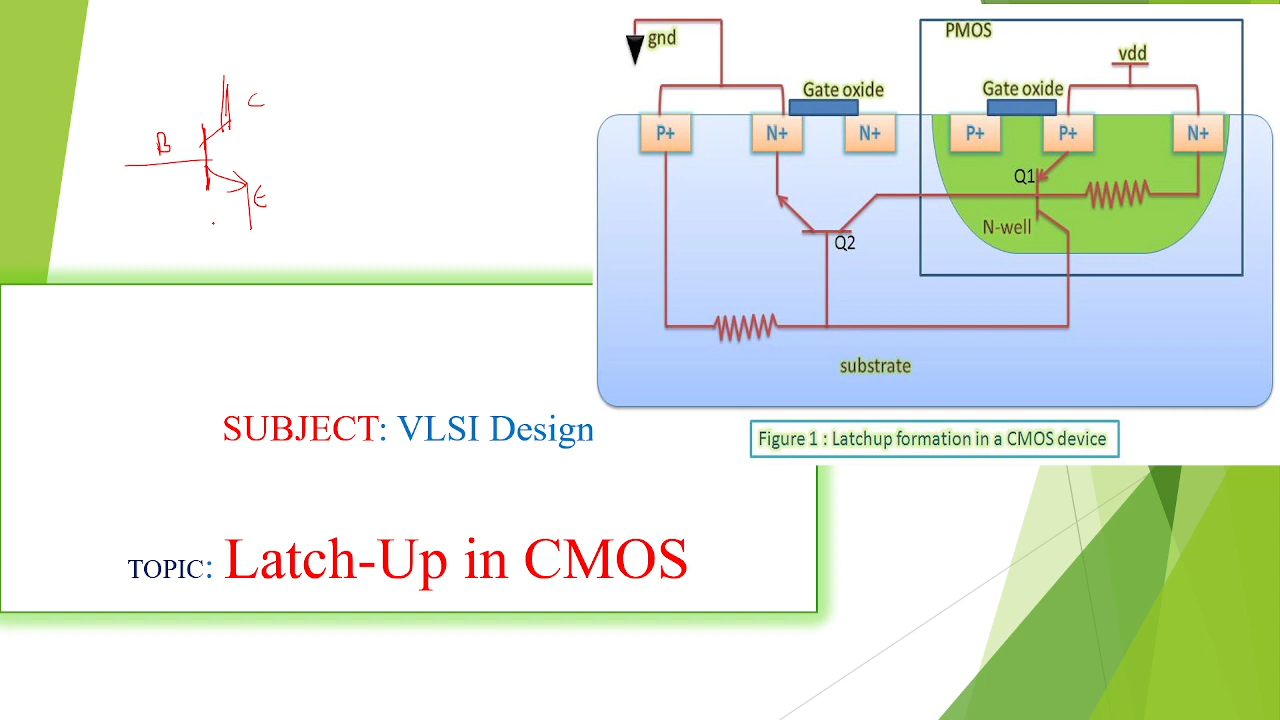 C
B
E
gnd
PMOS
vdd
Gate oxide
Gate oxide
P+
N+
N+
P+
P+
N+
Q1
N-well
Q2
substrate
Figure 1 : Latchup formation in a CMOS device
SUBJECT: VLSI Design
TOPIC: Latch-Up in CMOS